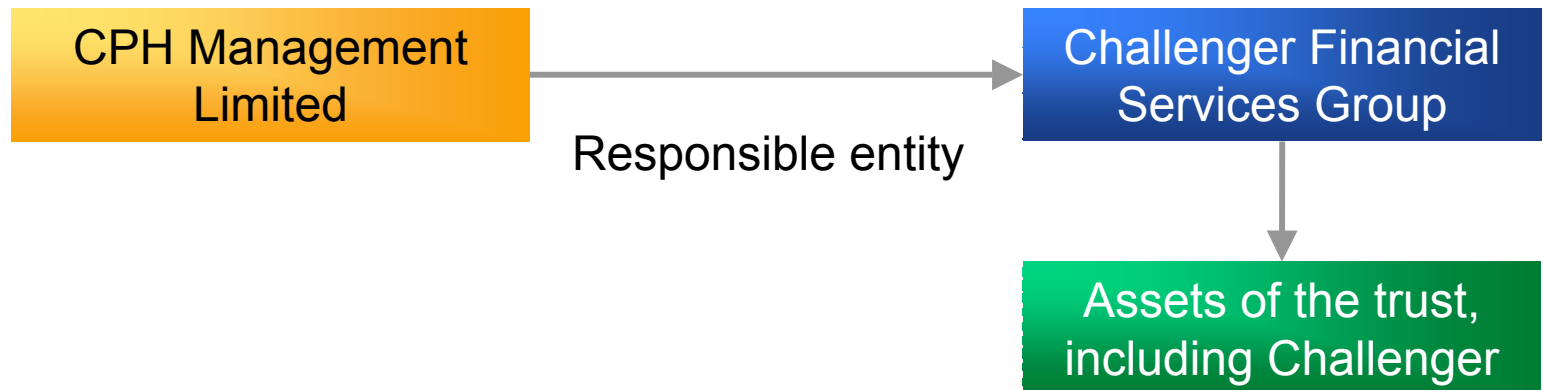 CPH Management
Limited
Challenger Financial
Services Group
Responsible entity
Assets of the trust,
including Challenger